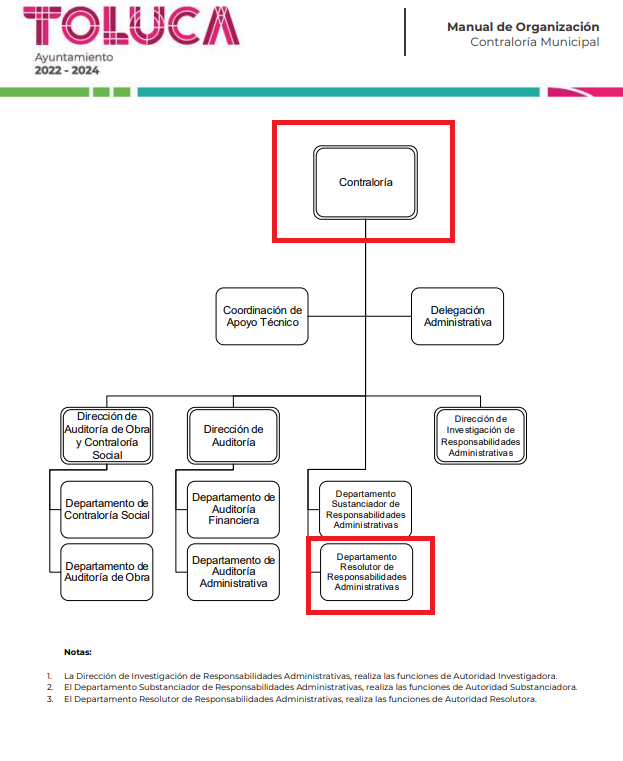 TOLUCA
Ayuntamiento
2022 - 2024
Manual de Organización
Contraloría Municipal
Contraloría
Coordinación de
Apoyo Técnico
Delegación
Administrativa
Dirección de
Auditoría de Obra
y Contraloría
Social
Dirección de
Auditoría
Dirección de
Investigación de
Responsabilidades
Administrativas
Departamento de
Contraloría Social
Departamento de
Auditoría
Financiera
Departamento
Sustanciador de
Responsabilidades
Administrativas
Departamento de
Auditoría de Obra
Departamento de
Auditoría
Administrativa
Departamento
Resolutor de
Responsabilidades
Administrativas
Notas:
1. La Dirección de Investigación de Responsabilidades Administrativas, realiza las funciones de Autoridad Investigadora.
2. El Departamento Substanciador de Responsabilidades Administrativas, realiza las funciones de Autoridad Substanciadora.
3. El Departamento Resolutor de Responsabilidades Administrativas, realiza las funciones de Autoridad Resolutora.